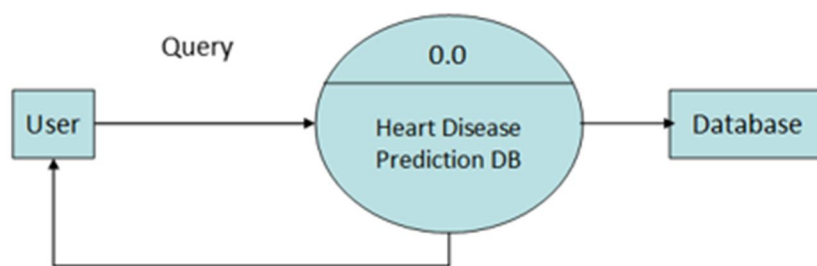 Query
0.0
User
Heart Disease
Prediction DB
Database